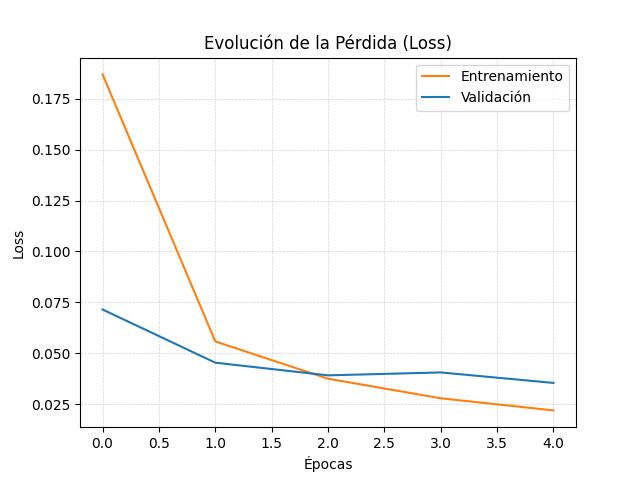 Evolución de la Pérdida (Loss)
Entrenamiento
Validación
0.175
0.150
0.125
0.100
0.075
0.050
0.025
Loss
0.0 0.5 1.0 1.5 2.0 2.5 3.0 3.5 4.0
Épocas